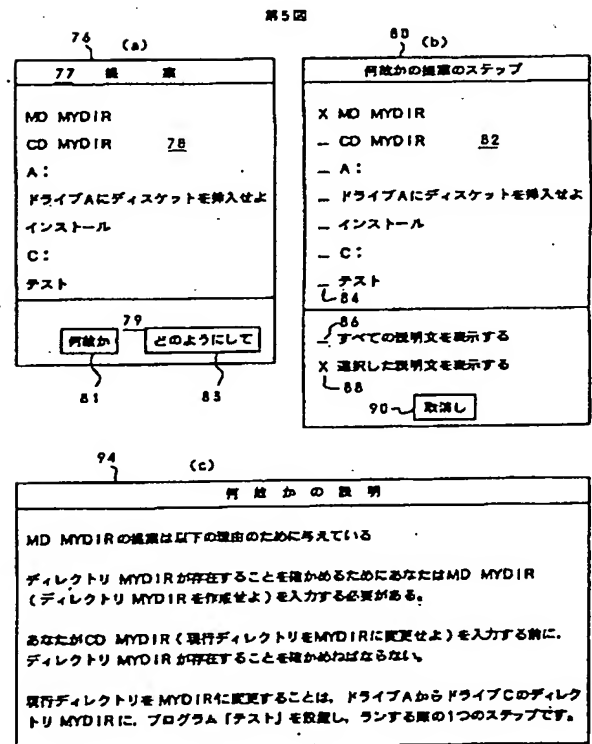 第5図
76 (a)
77 提 案
MD MYDIR
CD MYDIR 78
A:
ドライブAにディスケットを挿入せよ
インストール
C:
テスト
79
何故か どのようにして
81 83
80 (b)
何故かの提案のステップ
X MD MYDIR
_ CD MYDIR 82
_ A:
_ ドライブAにディスケットを挿入せよ
_ インストール
_ C:
_ テスト
84
86
_ すべての説明文を表示する
X 選択した説明文を表示する
88
90 取消し
94 (c)
何 故 か の 説 明
MD MYDIRの提案は以下の理由のために与えている
ディレクトリ MYDIRが存在することを確かめるためにあなたはMD MYDIR
(ディレクトリ MYDIRを作成せよ)を入力する必要がある。
あなたがCD MYDIR(現行ディレクトリをMYDIRに変更せよ)を入力する前に、
ディレクトリ MYDIRが存在することを確かめねばならない。
現行ディレクトリを MYDIRに変更することは、ドライブAからドライブCのディレク
トリ MYDIRに、プログラム「テスト」を設置し、ランする際の1つのステップです。